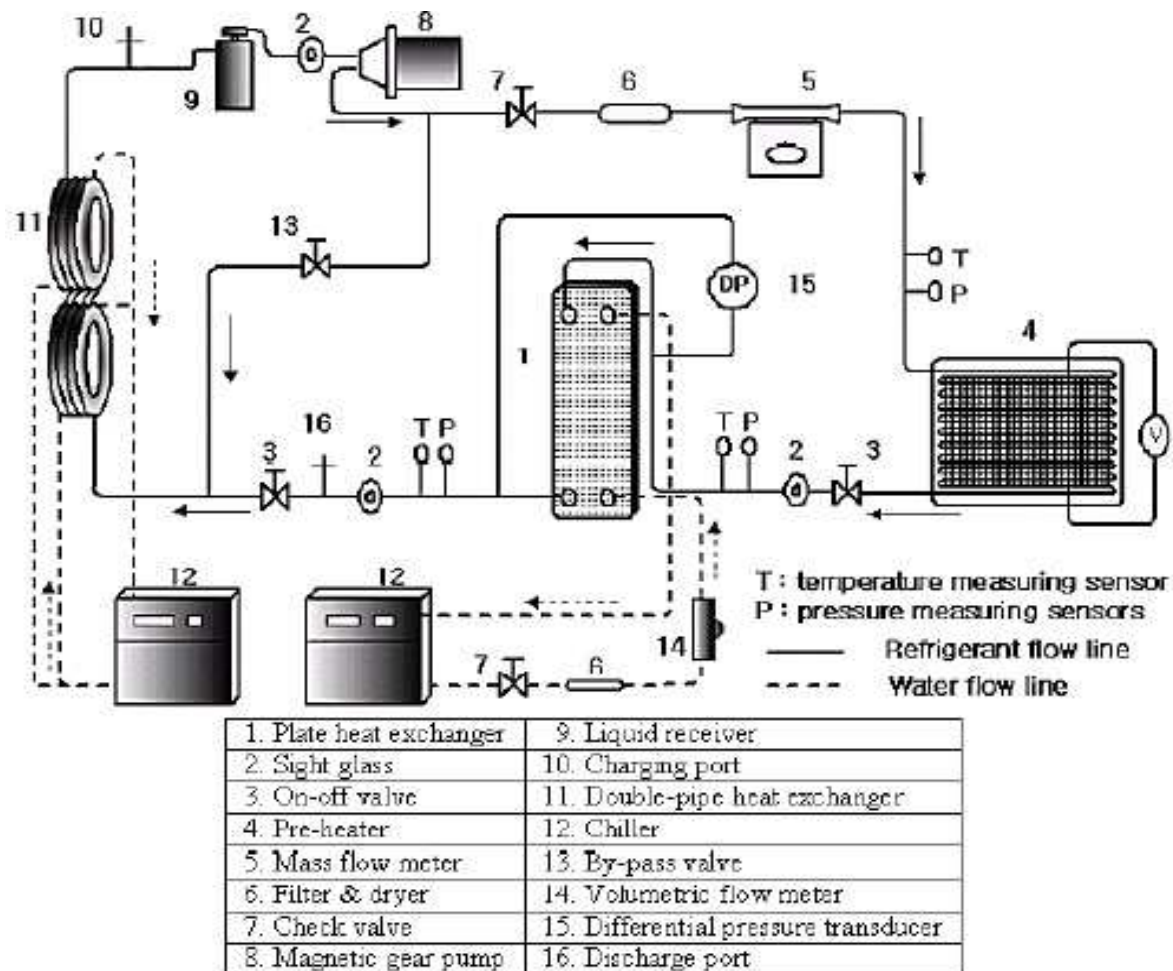 10
2
8
9
7
6
5
11
13
T
P
DP
15
4
1
16
T P
3
2
T P
2
3
V
12
12
T : temperature measuring sensor
P : pressure measuring sensors
14
7
6
Refrigerant flow line
Water flow line
1. Plate heat exchanger 9. Liquid receiver
2. Sight glass 10. Charging port
3. On-off valve 11. Double-pipe heat exchanger
4. Pre-heater 12. Chiller
5. Mass flow meter 13. By-pass valve
6. Filter & dryer 14. Volumetric flow meter
7. Check valve 15. Differential pressure transducer
8. Magnetic gear pump 16. Discharge port